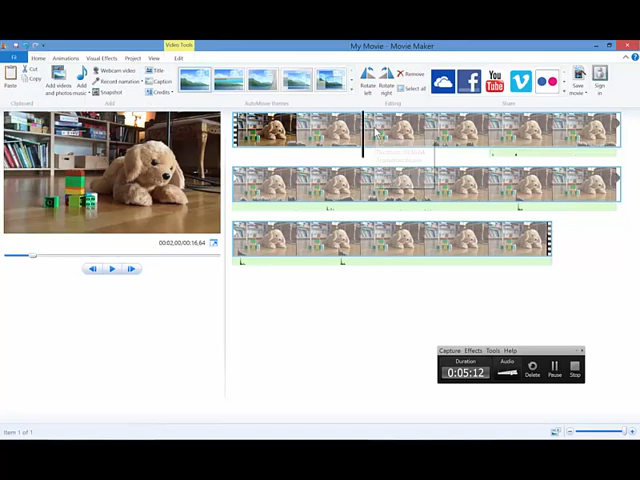 Video Tools
My Movie - Movie Maker
Home Animations Visual Effects Project View Edit
Paste
Cut
Copy
Clipboard
Add videos and photos
Add music
Webcam video
Record narration
Snapshot
Title
Caption
Credits
Add
AutoMovie themes
Rotate left
Rotate right
Remove
Select all
Editing
You Tube
Share
Save movie
Sign in
00:02,00/00:16,64
Capture Effects Tools Help
Duration
0:05:12
Audio
Delete
Pause
Stop
Item 1 of 1